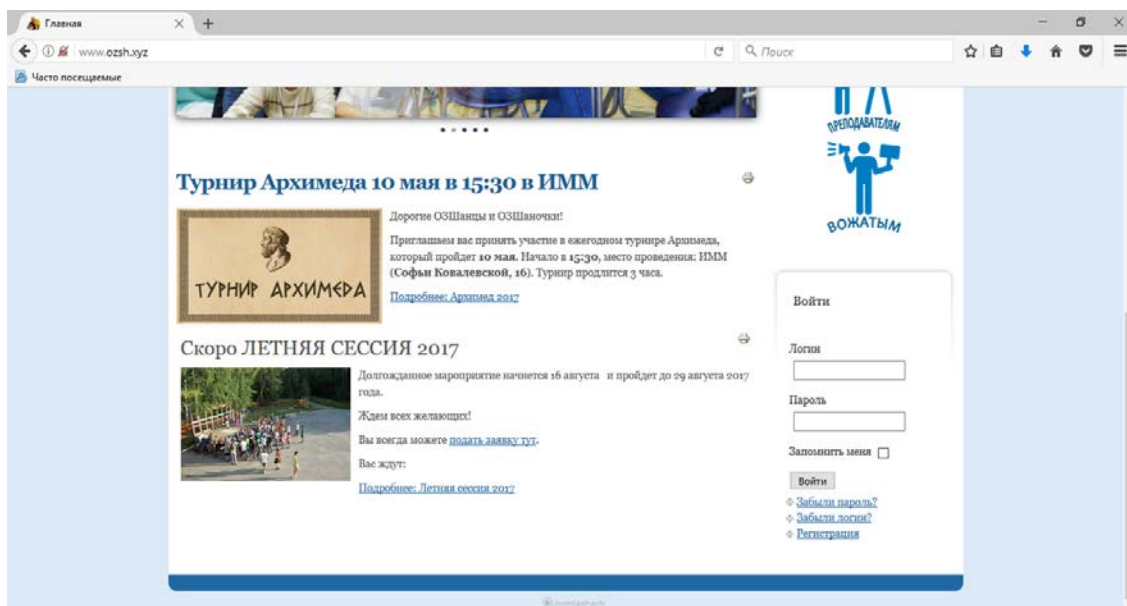 Главная
www.ozsh.xyz
Поиск
Часто посещаемые
ПРЕПОДАВАТЕЛЯМ
ВОЖАТЫМ
Турнир Архимеда 10 мая в 15:30 в ИММ
ТУРНИР АРХИМЕДА
Дорогие ОЗШанцы и ОЗШаночки!
Приглашаем вас принять участие в ежегодном турнире Архимеда,
который пройдет 10 мая. Начало в 15:30, место проведения: ИММ
(Софьи Ковалевской, 16). Турнир продлится 3 часа.
Подробнее: Архимед 2017
Скоро ЛЕТНЯЯ СЕССИЯ 2017
Долгожданное мароприятие начнется 16 августа и пройдет до 29 августа 2017
года.
Ждем всех желающих!
Вы всегда можете подать заявку тут.
Вас ждут:
Подробнее: Летняя сессия 2017
Войти
Логин
Пароль
Запомнить меня
Войти
Забыли пароль?
Забыли логин?
Регистрация